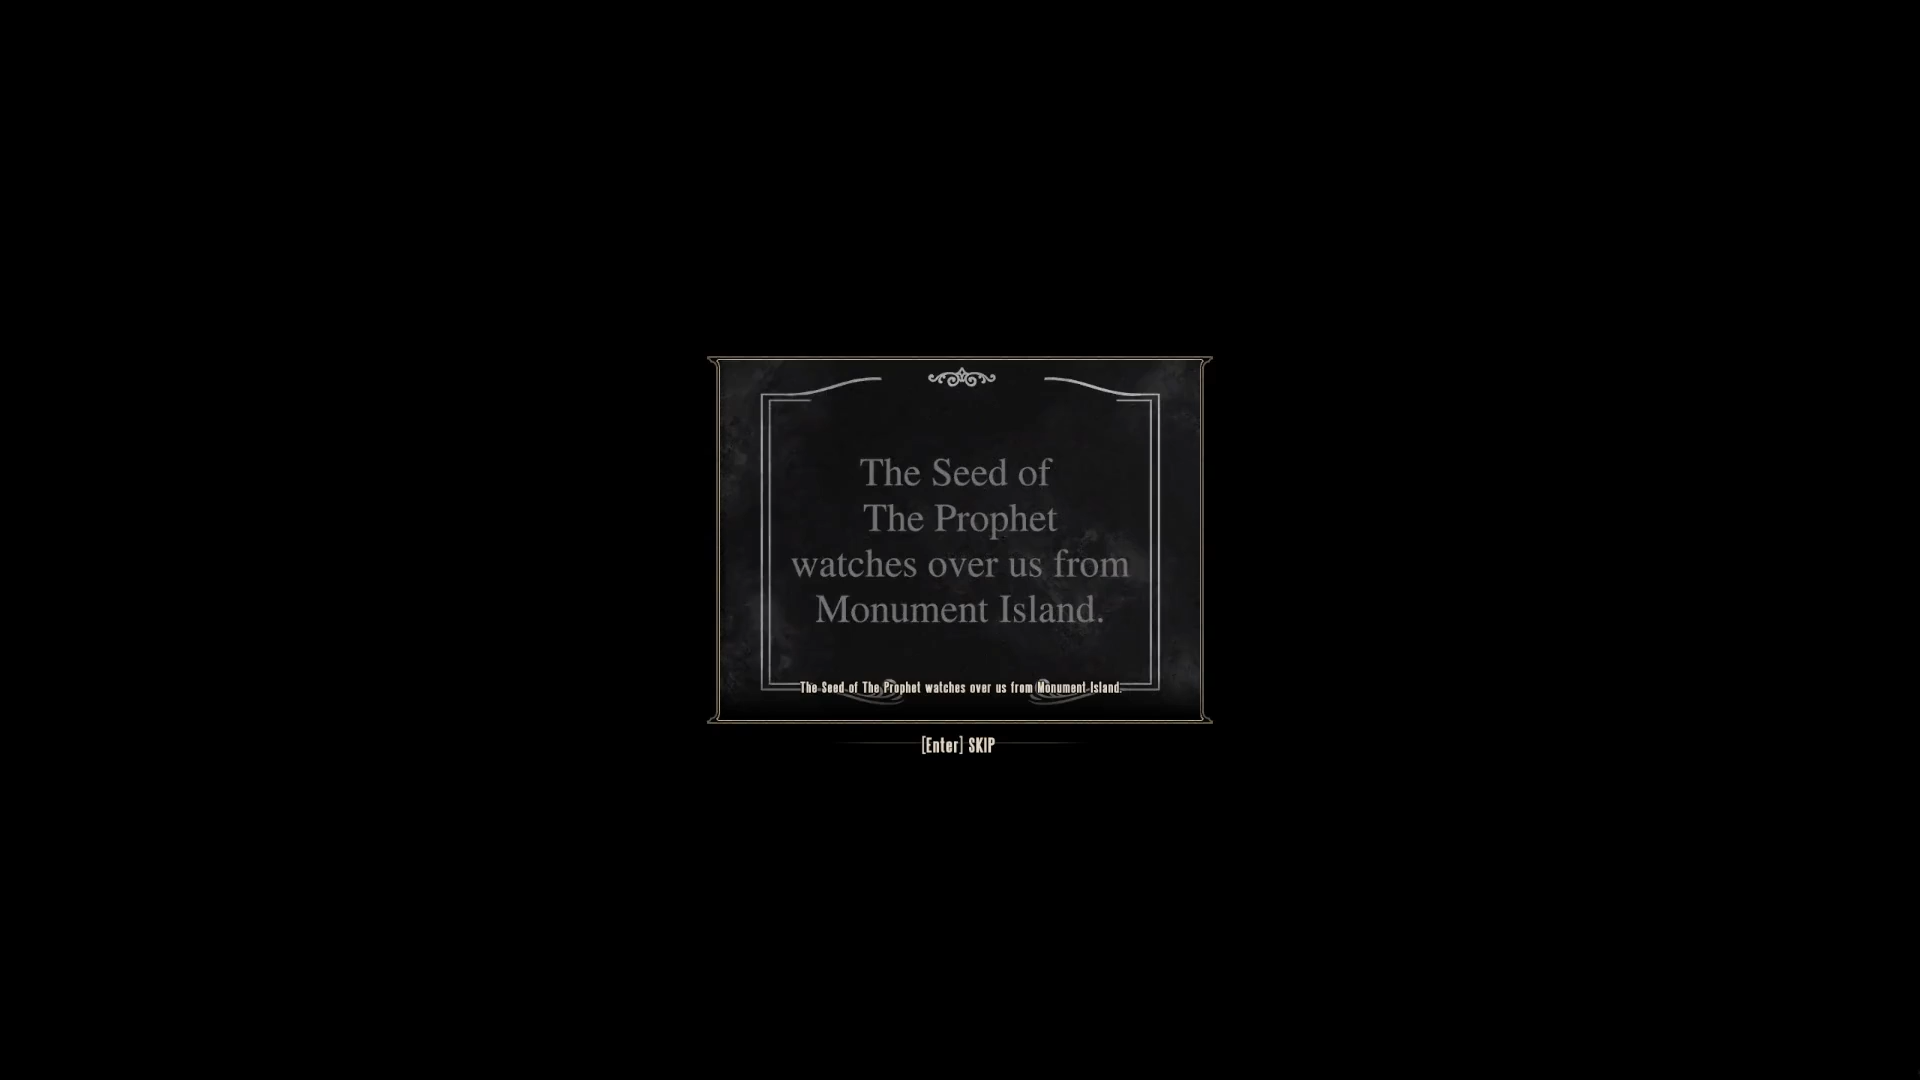 The Seed of
The Prophet
watches over us from
Monument Island.
The Seed of The Prophet watches over us from Monument Island.
[Enter] SKIP